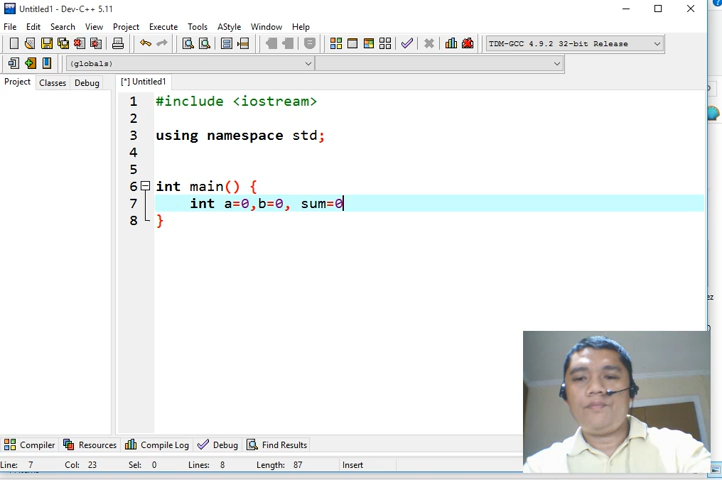 Untitled1 - Dev-C++ 5.11
File Edit Search View Project Execute Tools AStyle Window Help
TDM-GCC 4.9.2 32-bit Release
(globals)
Project Classes Debug
[*] Untitled1
1 #include <iostream>
2
3 using namespace std;
4
5
6 int main() {
7 int a=0,b=0, sum=0
8 }
Compiler Resources Compile Log Debug Find Results
Line: 7 Col: 23 Sel: 0 Lines: 8 Length: 87 Insert